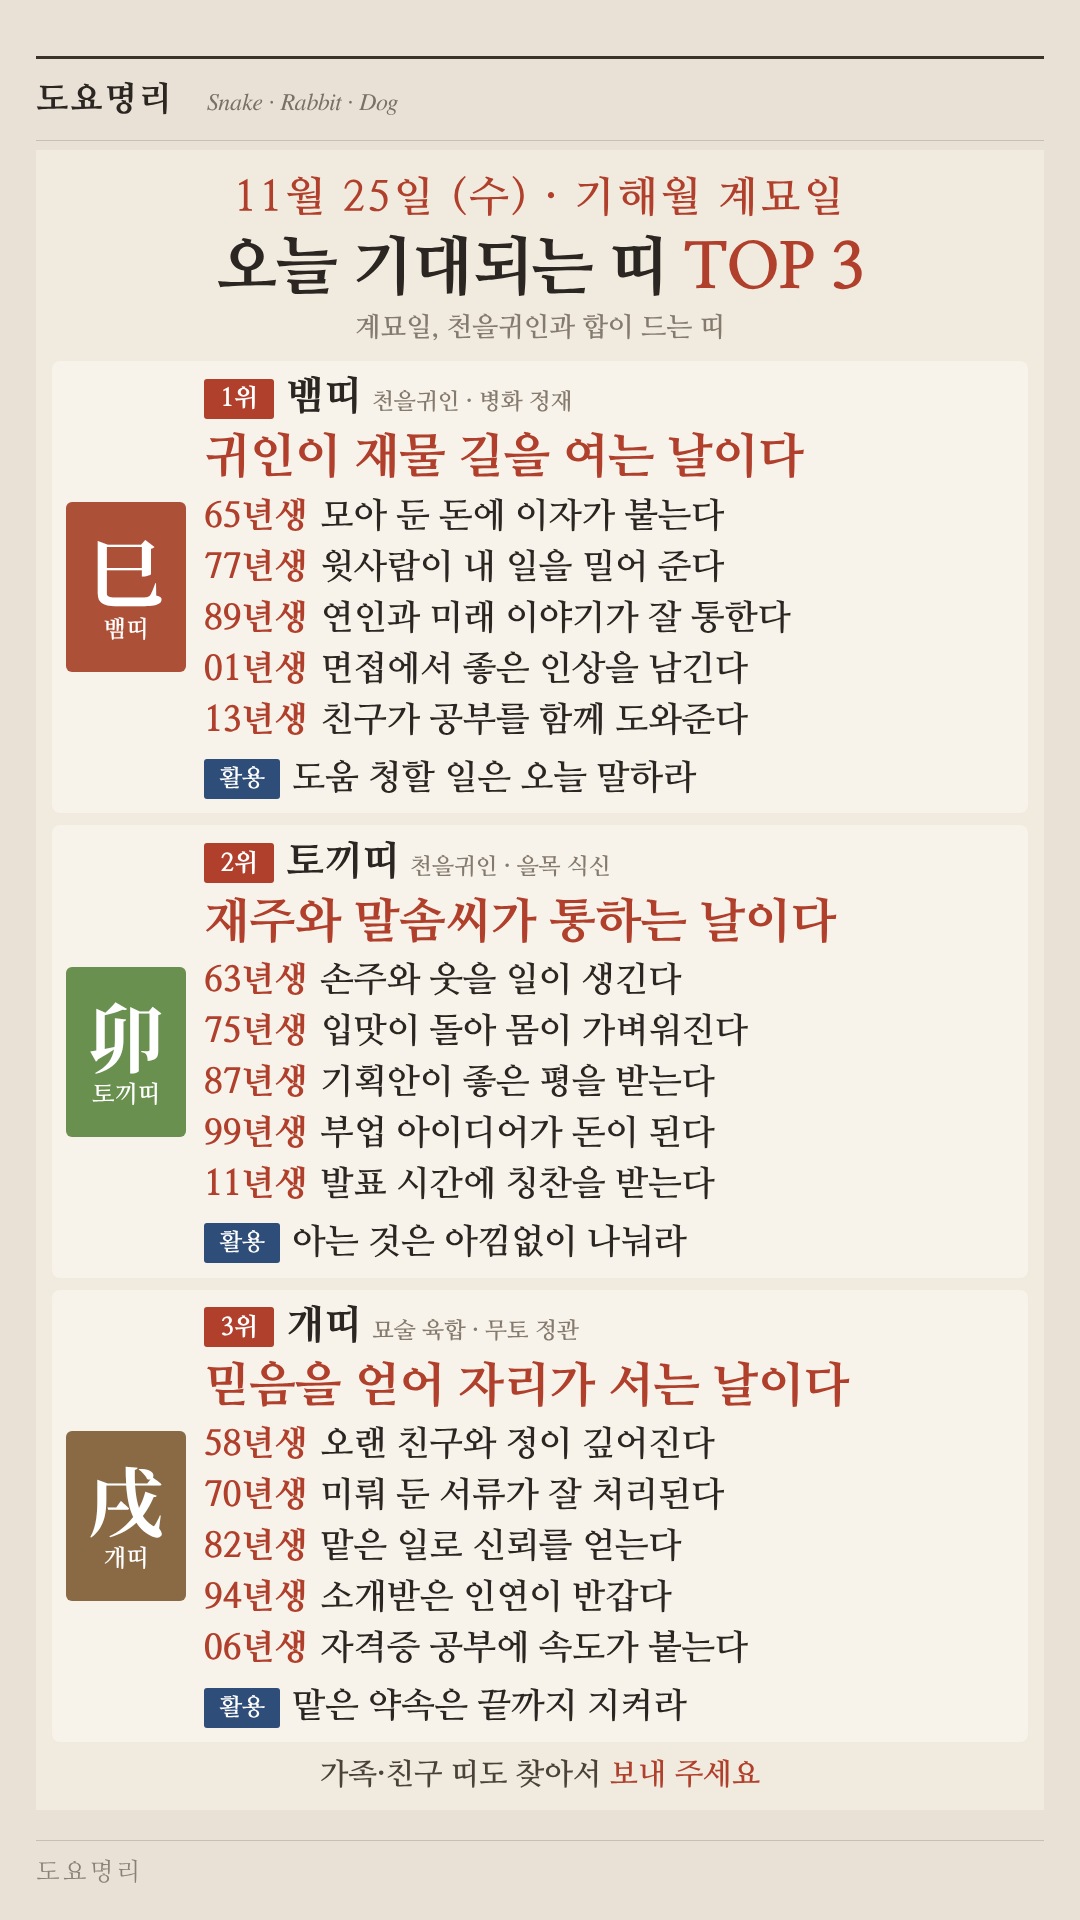 도요명리 Snake · Rabbit · Dog
11월 25일 (수) · 기해월 계묘일
오늘 기대되는 띠 TOP 3
계묘일, 천을귀인과 합이 드는 띠
1위 뱀띠 천을귀인 · 병화 정재
귀인이 재물 길을 여는 날이다
65년생 모아 둔 돈에 이자가 붙는다
77년생 윗사람이 내 일을 밀어 준다
89년생 연인과 미래 이야기가 잘 통한다
01년생 면접에서 좋은 인상을 남긴다
13년생 친구가 공부를 함께 도와준다
활용 도움 청할 일은 오늘 말하라
巳
뱀띠
2위 토끼띠 천을귀인 · 을목 식신
재주와 말솜씨가 통하는 날이다
63년생 손주와 웃을 일이 생긴다
75년생 입맛이 돌아 몸이 가벼워진다
87년생 기획안이 좋은 평을 받는다
99년생 부업 아이디어가 돈이 된다
11년생 발표 시간에 칭찬을 받는다
활용 아는 것은 아낌없이 나눠라
卯
토끼띠
3위 개띠 묘술 육합 · 무토 정관
믿음을 얻어 자리가 서는 날이다
58년생 오랜 친구와 정이 깊어진다
70년생 미뤄 둔 서류가 잘 처리된다
82년생 맡은 일로 신뢰를 얻는다
94년생 소개받은 인연이 반갑다
06년생 자격증 공부에 속도가 붙는다
활용 맡은 약속은 끝까지 지켜라
戌
개띠
가족·친구 띠도 찾아서 보내 주세요
도요명리